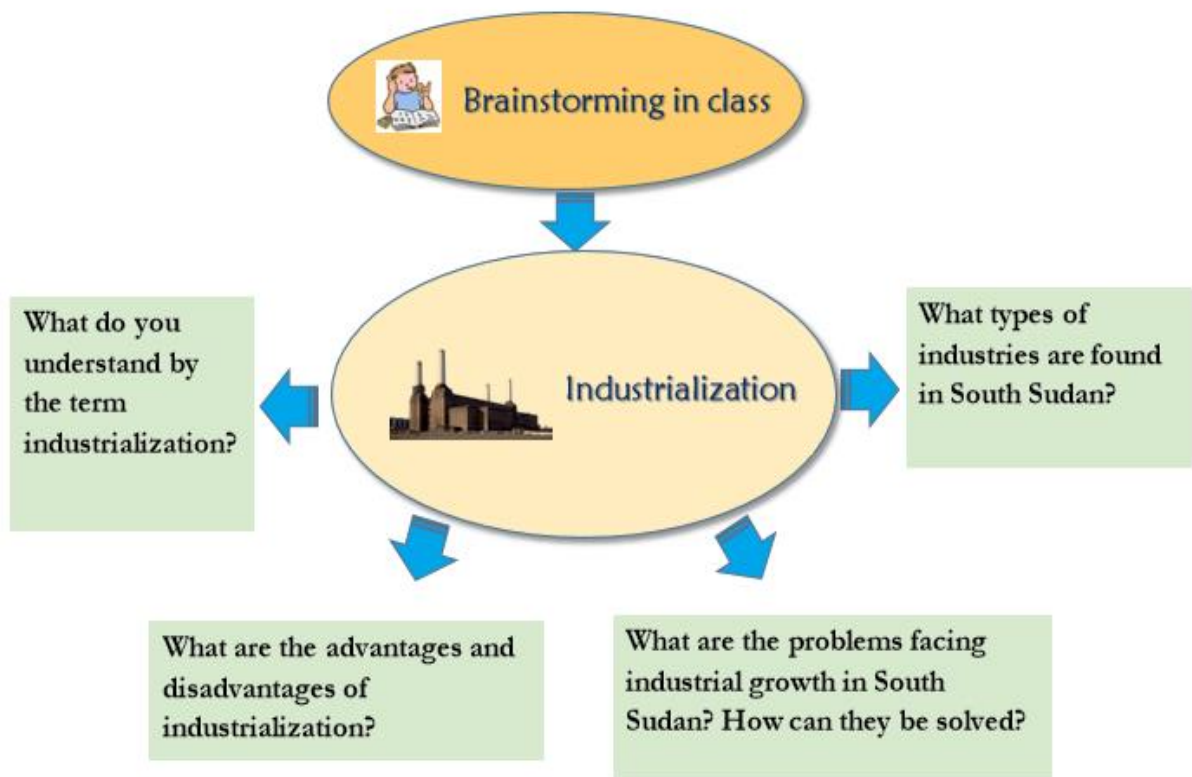 Brainstorming in class
Industrialization
What do you
understand by
the term
industrialization?
What types of
industries are found
in South Sudan?
What are the advantages and
disadvantages of
industrialization?
What are the problems facing
industrial growth in South
Sudan? How can they be solved?